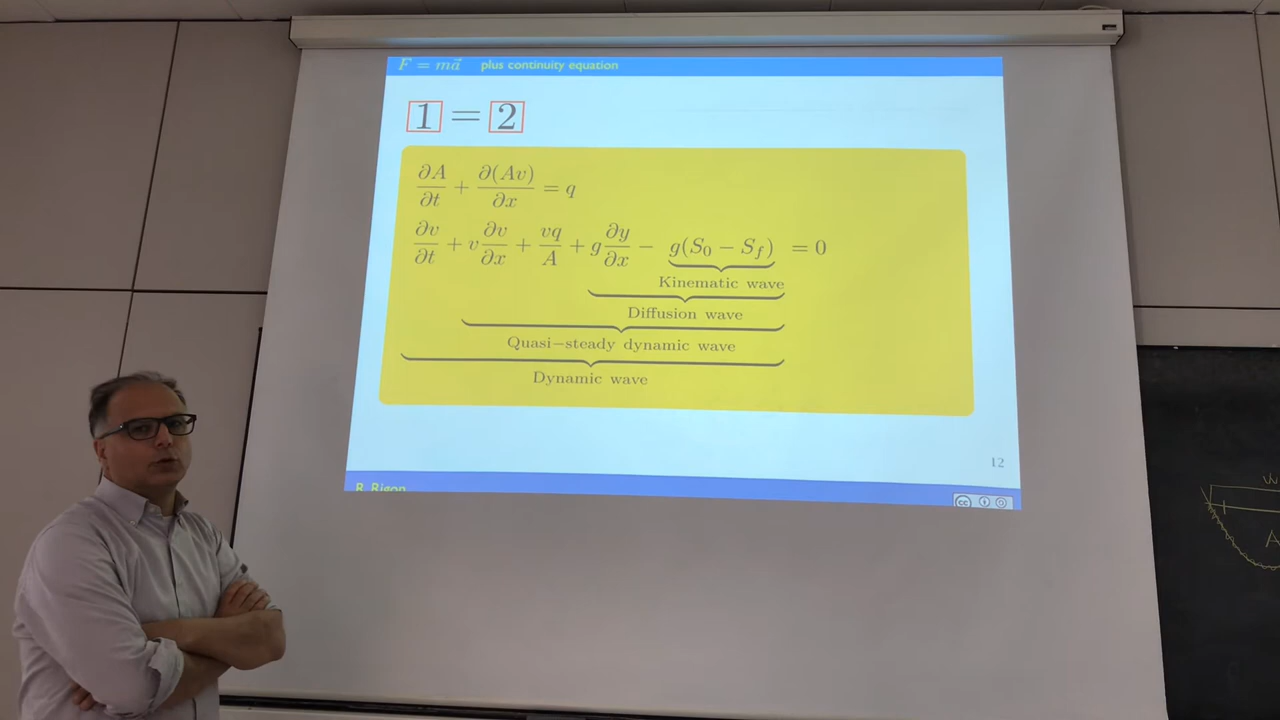 F = ma⃗ plus continuity equation
1 = 2
∂A/∂t + ∂(Av)/∂x = q
∂v/∂t + v ∂v/∂x + vq/A + g ∂y/∂x − g(S₀ − S_f) = 0
Kinematic wave
Diffusion wave
Quasi−steady dynamic wave
Dynamic wave
12
R. Rigon
cc
W
A